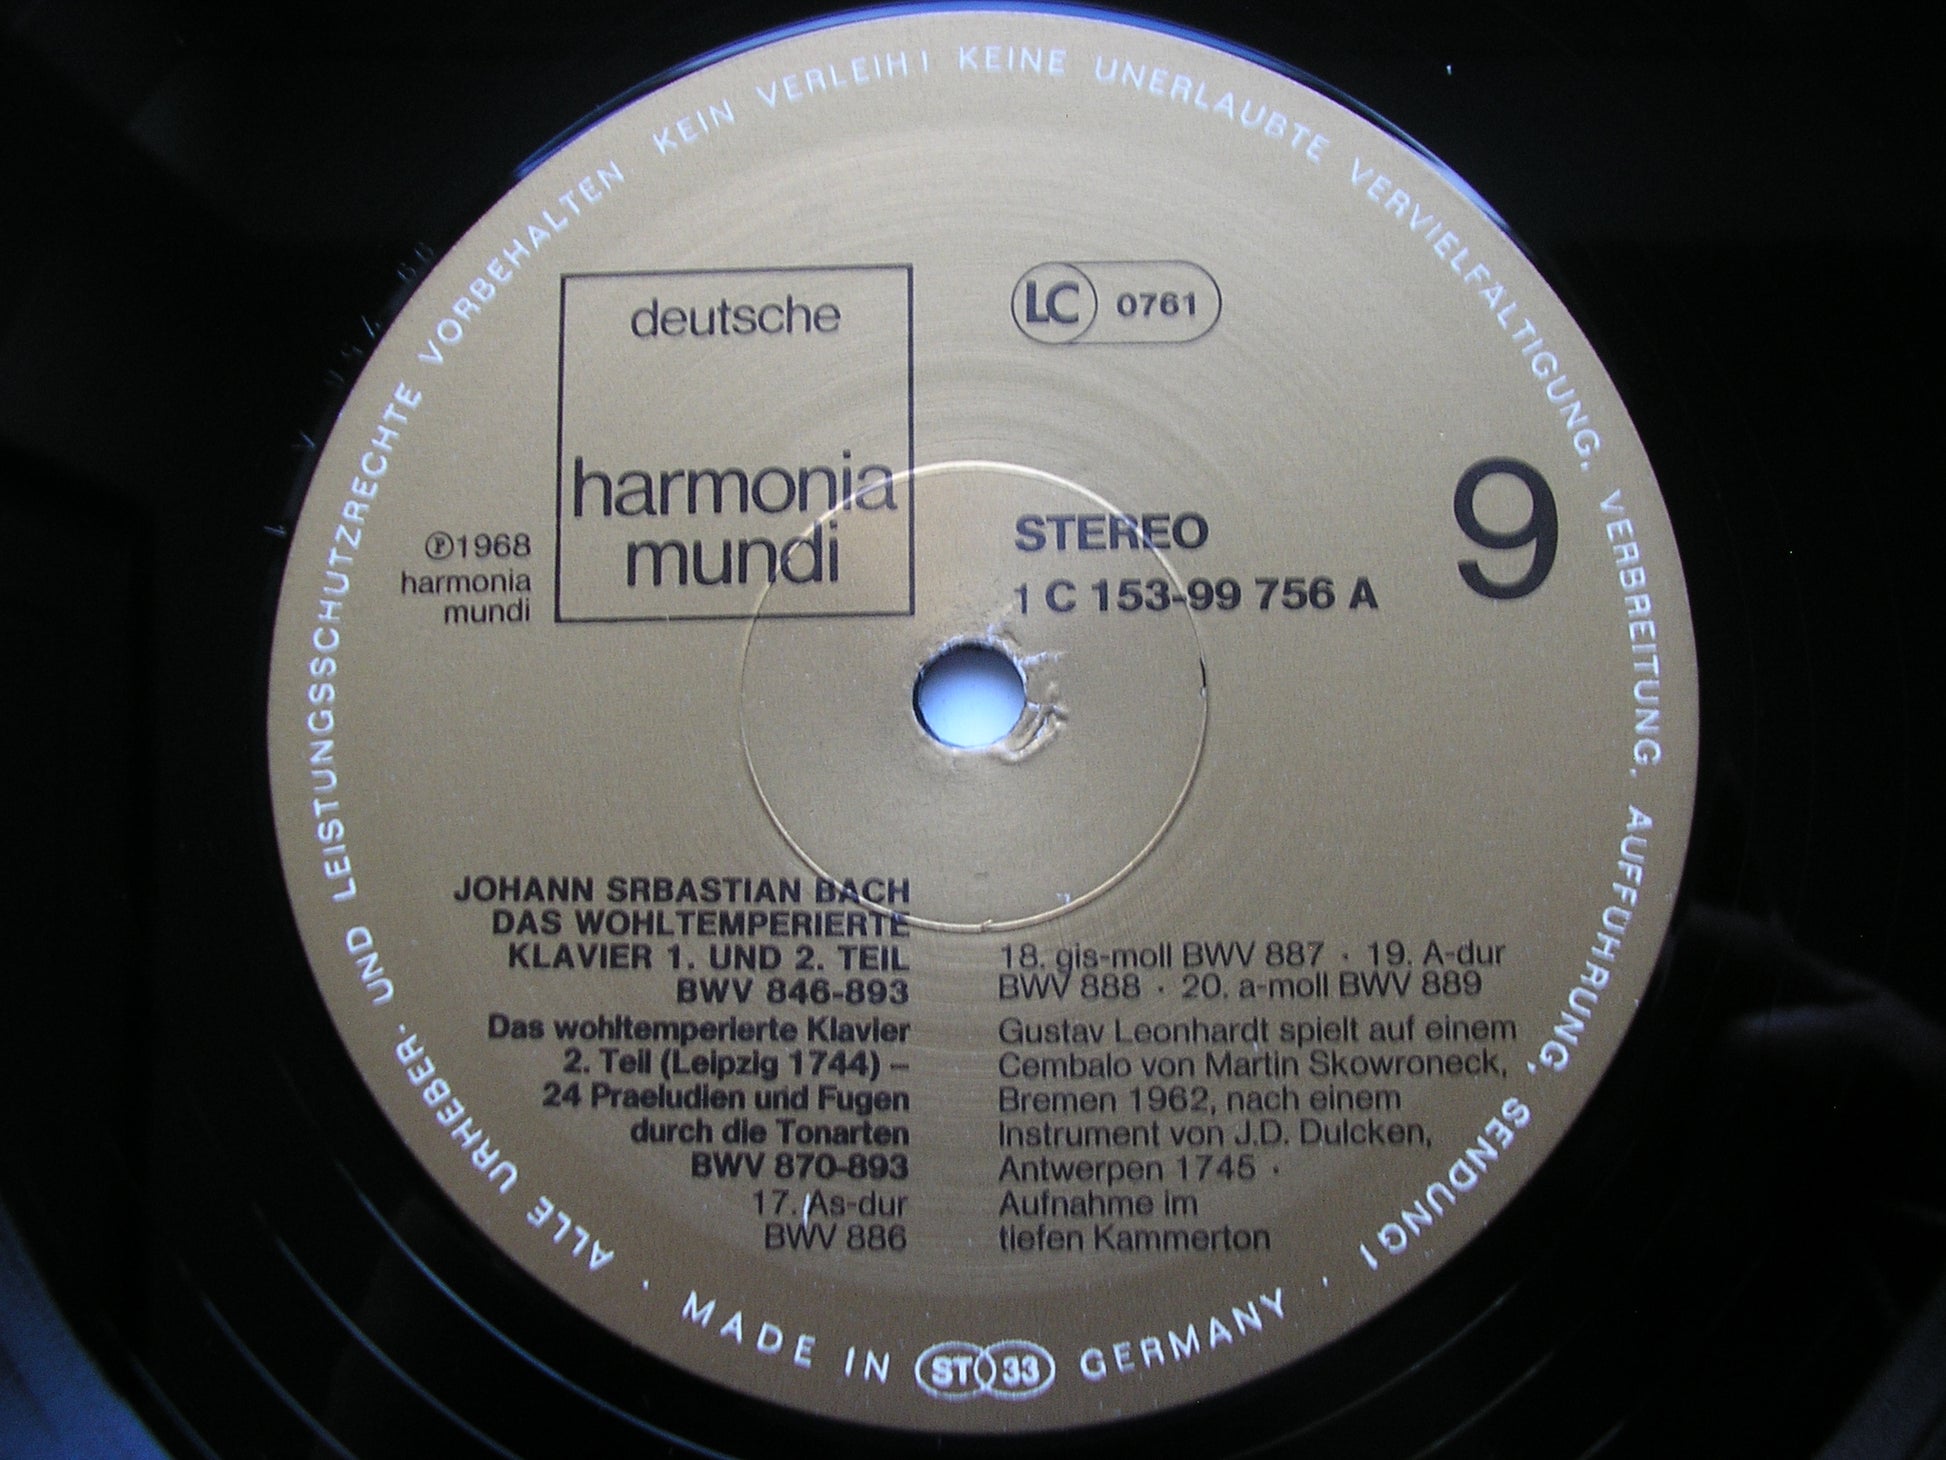 ALLE URHEBER- UND LEISTUNGSSCHUTZRECHTE VORBEHALTEN KEIN VERLEIH! KEINE UNERLAUBTE VERVIELFÄLTIGUNG, VERBREITUNG, AUFFÜHRUNG, SENDUNG!
deutsche
harmonia
mundi
LC 0761
℗1968
harmonia
mundi
STEREO
1 C 153-99 756 A
9
JOHANN SRBASTIAN BACH
DAS WOHLTEMPERIERTE
KLAVIER 1. UND 2. TEIL
BWV 846-893
Das wohltemperierte Klavier
2. Teil (Leipzig 1744) –
24 Praeludien und Fugen
durch die Tonarten
BWV 870-893
17. As-dur
BWV 886
18. gis-moll BWV 887 · 19. A-dur
BWV 888 · 20. a-moll BWV 889
Gustav Leonhardt spielt auf einem
Cembalo von Martin Skowroneck,
Bremen 1962, nach einem
Instrument von J.D. Dulcken,
Antwerpen 1745 ·
Aufnahme im
tiefen Kammerton
· MADE IN ST 33 GERMANY ·